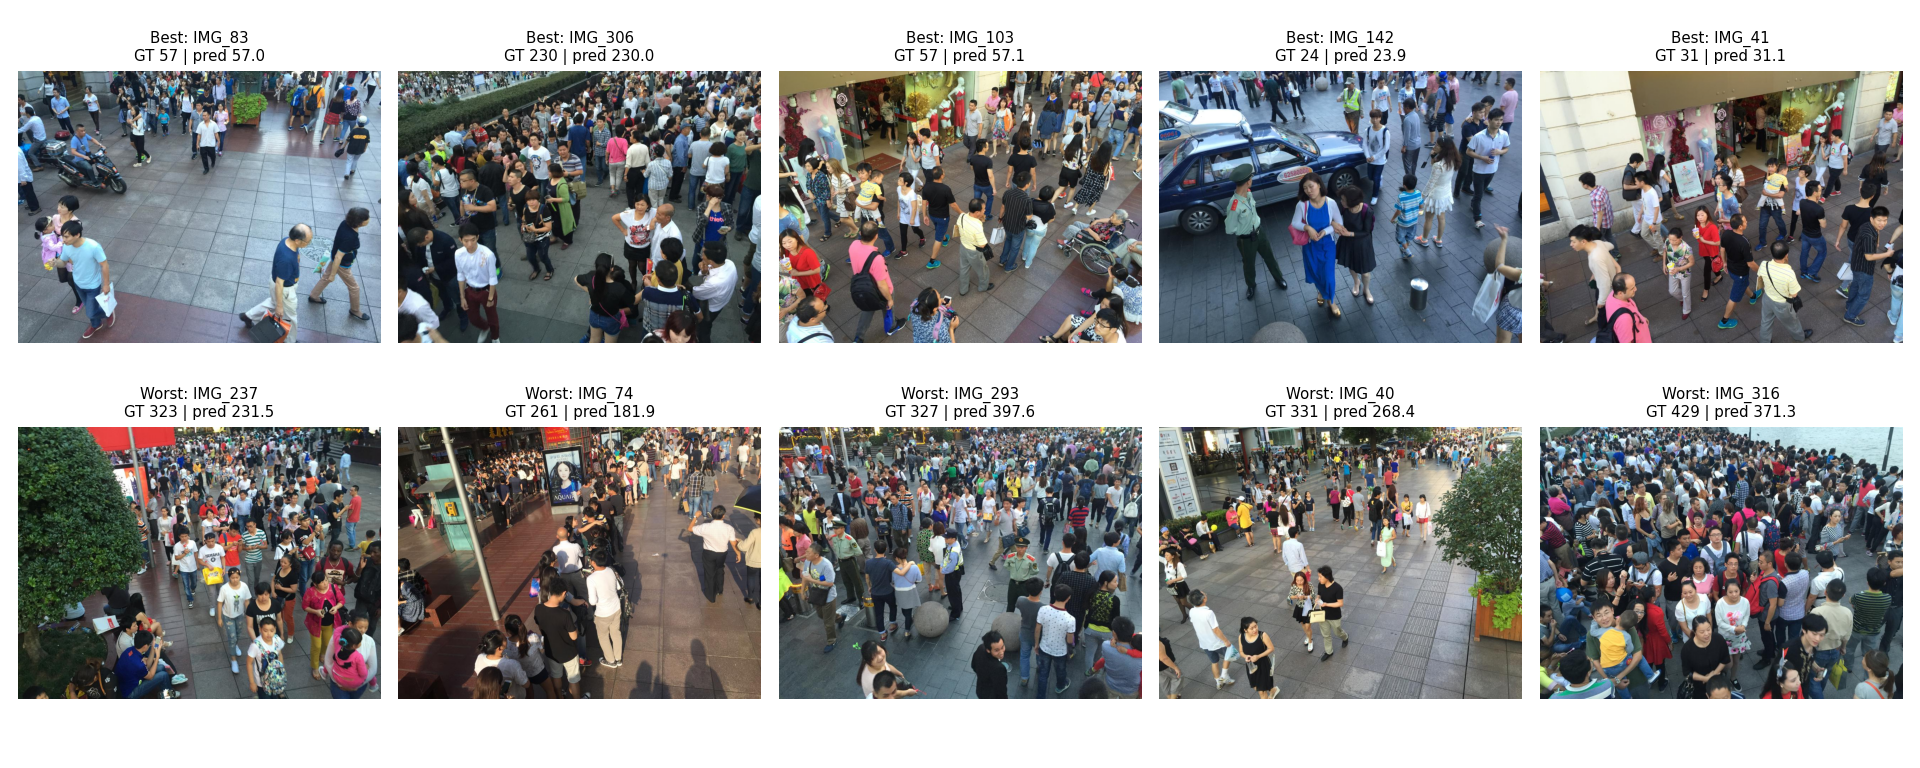 Best: IMG_83
GT 57 | pred 57.0
Best: IMG_306
GT 230 | pred 230.0
Best: IMG_103
GT 57 | pred 57.1
Best: IMG_142
GT 24 | pred 23.9
Best: IMG_41
GT 31 | pred 31.1
Worst: IMG_237
GT 323 | pred 231.5
Worst: IMG_74
GT 261 | pred 181.9
Worst: IMG_293
GT 327 | pred 397.6
Worst: IMG_40
GT 331 | pred 268.4
Worst: IMG_316
GT 429 | pred 371.3